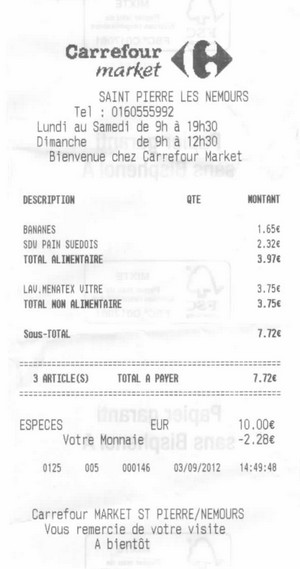 Carrefour
market
SAINT PIERRE LES NEMOURS
Tel : 0160555992
Lundi au Samedi de 9h à 19h30
Dimanche de 9h à 12h30
Bienvenue chez Carrefour Market
DESCRIPTION QTE MONTANT
BANANES 1.65€
SDW PAIN SUEDOIS 2.32€
TOTAL ALIMENTAIRE 3.97€
LAV.MENATEX VITRE 3.75€
TOTAL NON ALIMENTAIRE 3.75€
Sous-TOTAL 7.72€
3 ARTICLE(S) TOTAL A PAYER 7.72€
ESPECES EUR 10.00€
Votre Monnaie -2.28€
0125 005 000146 03/09/2012 14:49:48
Carrefour MARKET ST PIERRE/NEMOURS
Vous remercie de votre visite
A bientôt
Papier garanti
sans Bisphenol A